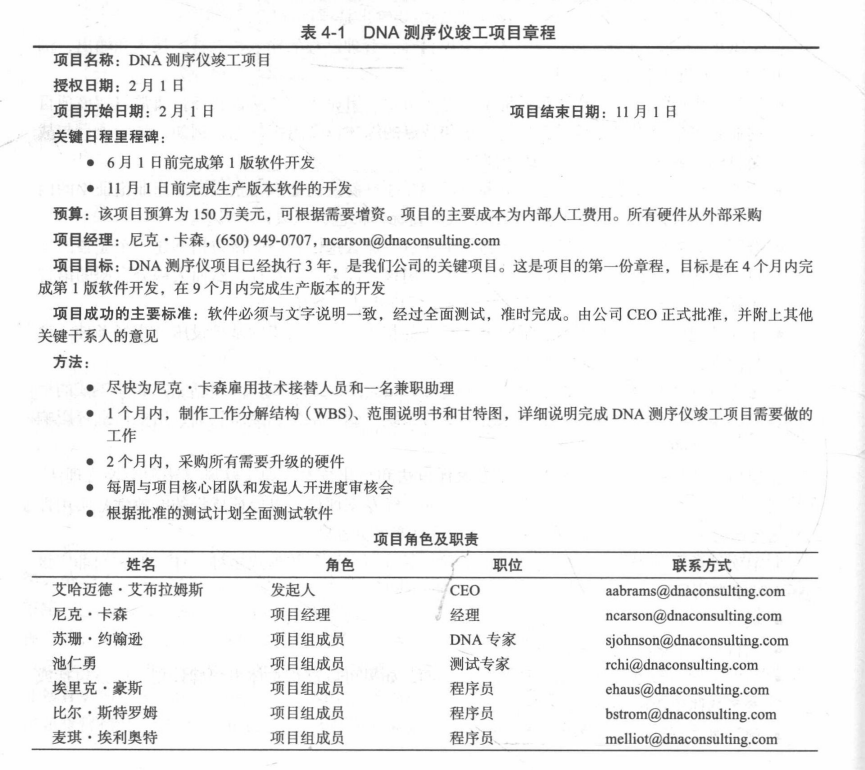 表 4-1 DNA 测序仪竣工项目章程
项目名称：DNA 测序仪竣工项目
授权日期：2 月 1 日
项目开始日期：2 月 1 日 项目结束日期：11 月 1 日
关键日程里程碑：
● 6 月 1 日前完成第 1 版软件开发
● 11 月 1 日前完成生产版本软件的开发
预算：该项目预算为 150 万美元，可根据需要增资。项目的主要成本为内部人工费用。所有硬件从外部采购
项目经理：尼克・卡森, (650) 949-0707, ncarson@dnaconsulting.com
项目目标：DNA 测序仪项目已经执行 3 年，是我们公司的关键项目。这是项目的第一份章程，目标是在 4 个月内完
成第 1 版软件开发，在 9 个月内完成生产版本的开发
项目成功的主要标准：软件必须与文字说明一致，经过全面测试，准时完成。由公司 CEO 正式批准，并附上其他
关键干系人的意见
方法：
● 尽快为尼克・卡森雇用技术接替人员和一名兼职助理
● 1 个月内，制作工作分解结构（WBS）、范围说明书和甘特图，详细说明完成 DNA 测序仪竣工项目需要做的
工作
● 2 个月内，采购所有需要升级的硬件
● 每周与项目核心团队和发起人开进度审核会
● 根据批准的测试计划全面测试软件
项目角色及职责
姓名 角色 职位 联系方式
艾哈迈德・艾布拉姆斯 发起人 CEO aabrams@dnaconsulting.com
尼克・卡森 项目经理 经理 ncarson@dnaconsulting.com
苏珊・约翰逊 项目组成员 DNA 专家 sjohnson@dnaconsulting.com
池仁勇 项目组成员 测试专家 rchi@dnaconsulting.com
埃里克・豪斯 项目组成员 程序员 ehaus@dnaconsulting.com
比尔・斯特罗姆 项目组成员 程序员 bstrom@dnaconsulting.com
麦琪・埃利奥特 项目组成员 程序员 melliot@dnaconsulting.com